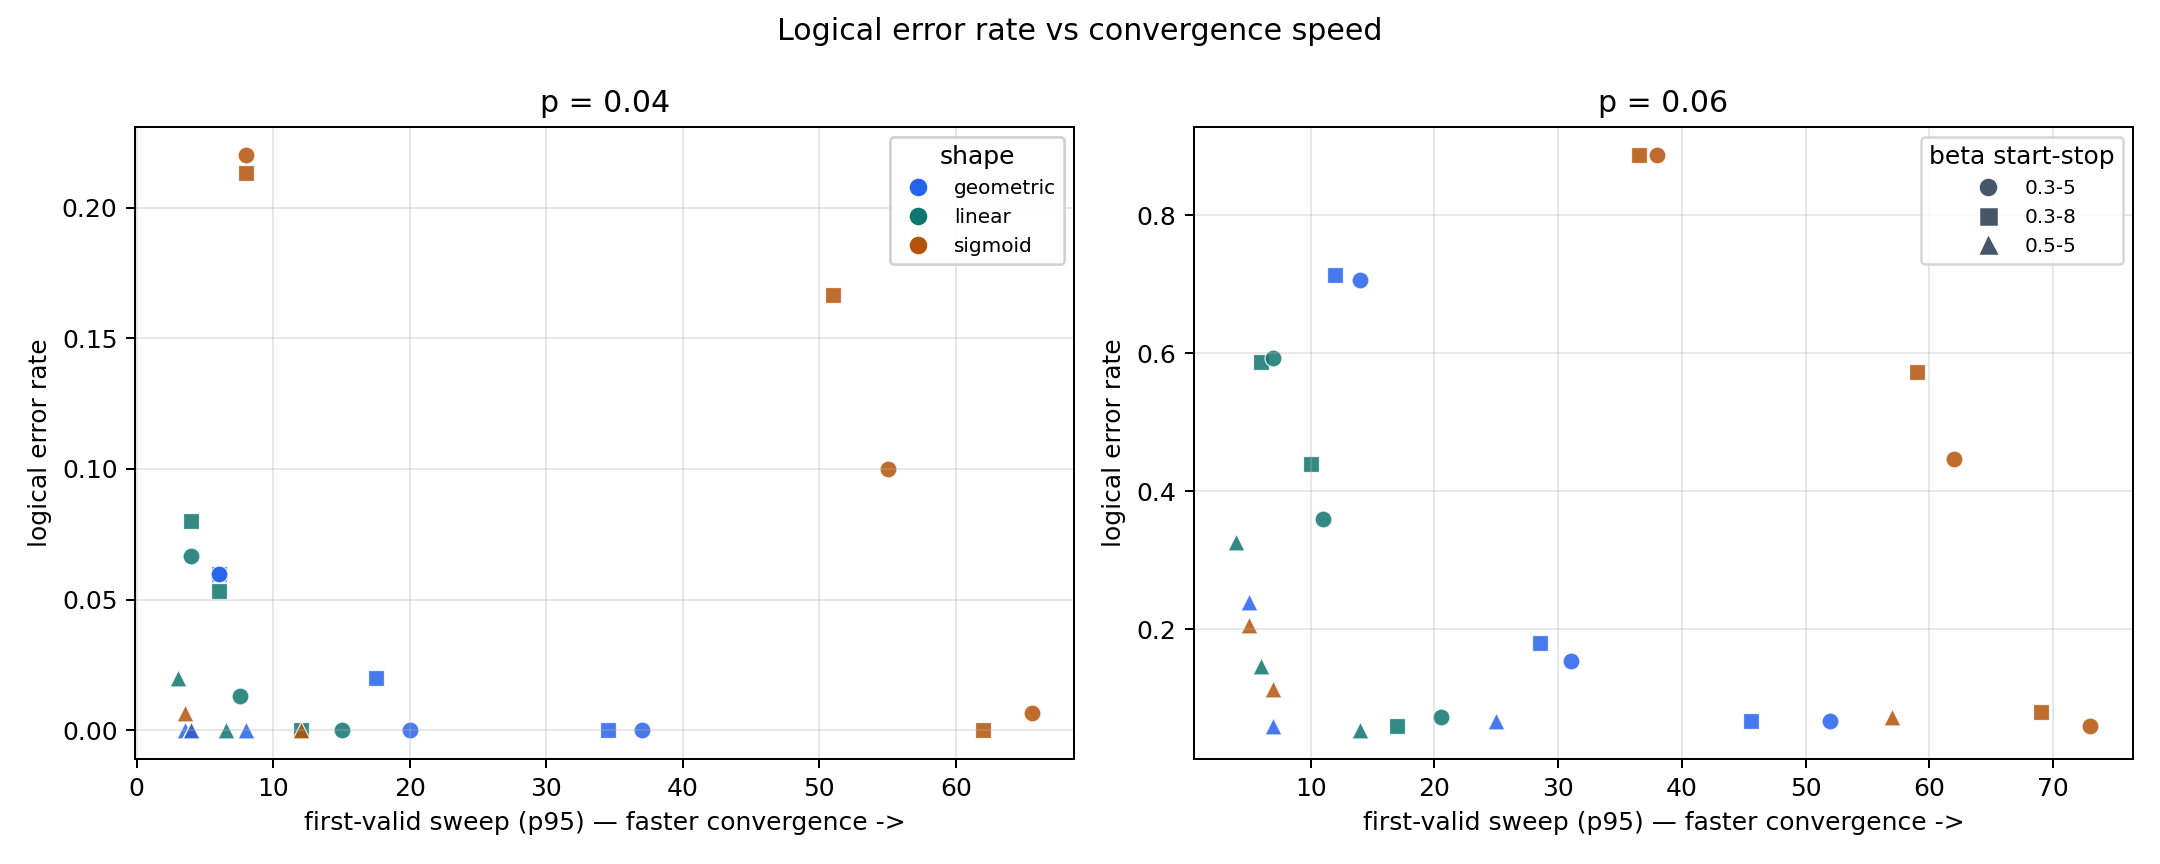 Logical error rate vs convergence speed
p = 0.04
logical error rate
0.20
0.15
0.10
0.05
0.00
0 10 20 30 40 50 60
first-valid sweep (p95) — faster convergence ->
shape
geometric
linear
sigmoid
p = 0.06
logical error rate
0.8
0.6
0.4
0.2
10 20 30 40 50 60 70
first-valid sweep (p95) — faster convergence ->
beta start-stop
0.3-5
0.3-8
0.5-5